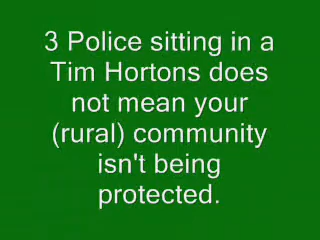 3 Police sitting in a
Tim Hortons does
not mean your
(rural) community
isn't being
protected.